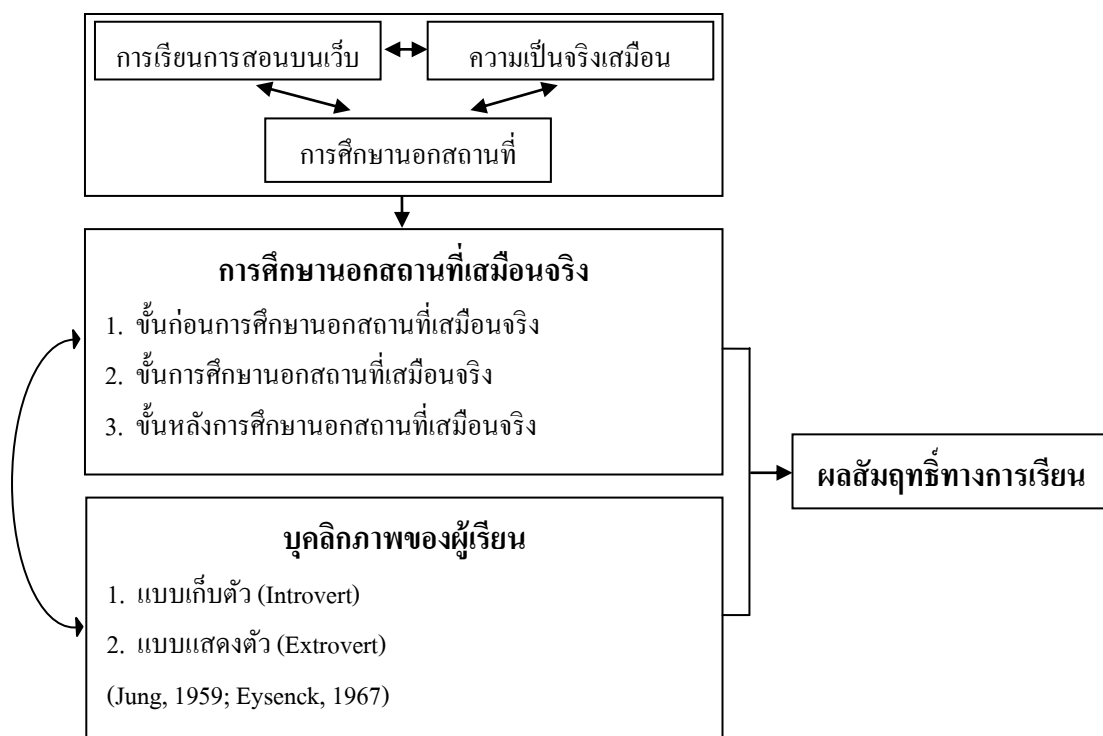 การเรียนการสอนบนเว็บ
ความเป็นจริงเสมือน
การศึกษานอกสถานที่
การศึกษานอกสถานที่เสมือนจริง
1. ขั้นก่อนการศึกษานอกสถานที่เสมือนจริง
2. ขั้นการศึกษานอกสถานที่เสมือนจริง
3. ขั้นหลังการศึกษานอกสถานที่เสมือนจริง
ผลสัมฤทธิ์ทางการเรียน
บุคลิกภาพของผู้เรียน
1. แบบเก็บตัว (Introvert)
2. แบบแสดงตัว (Extrovert)
(Jung, 1959; Eysenck, 1967)